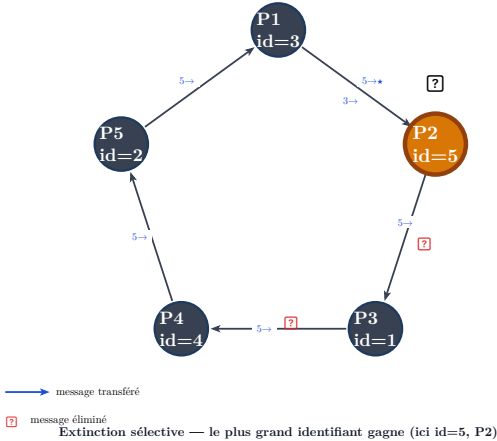 P1
id=3
5→
5→⋆
3→
?
P5
id=2
P2
id=5
5→
5→
?
P4
id=4
5→
?
P3
id=1
message transféré
? message éliminé
Extinction sélective — le plus grand identifiant gagne (ici id=5, P2)